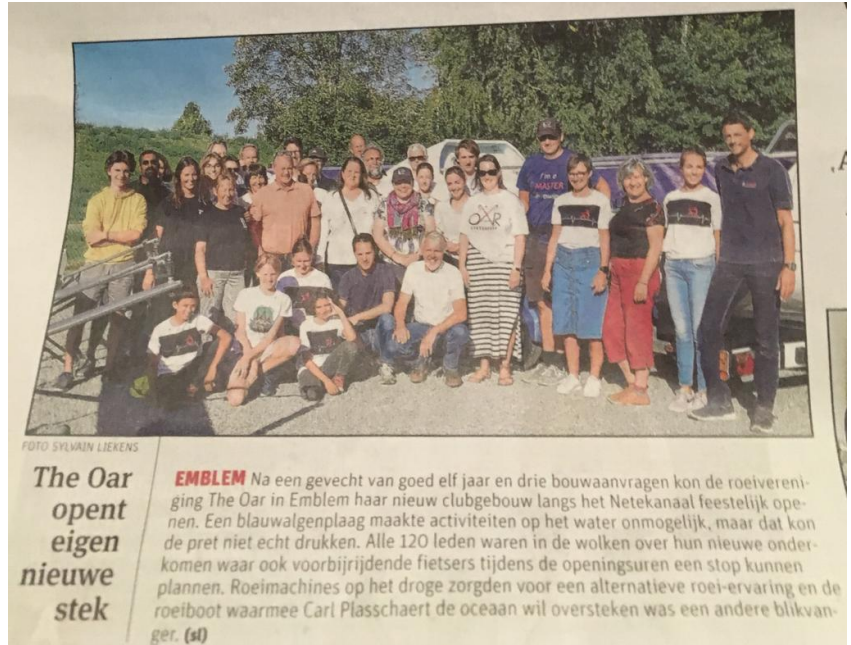 I'm a
MASTER
OAR
FOTO SYLVAIN LIEKENS
The Oar
opent
eigen
nieuwe
stek
EMBLEM Na een gevecht van goed elf jaar en drie bouwaanvragen kon de roeivereni-
ging The Oar in Emblem haar nieuw clubgebouw langs het Netekanaal feestelijk ope-
nen. Een blauwalgenplaag maakte activiteiten op het water onmogelijk, maar dat kon
de pret niet echt drukken. Alle 120 leden waren in de wolken over hun nieuwe onder-
komen waar ook voorbijrijdende fietsers tijdens de openingsuren een stop kunnen
plannen. Roeimachines op het droge zorgden voor een alternatieve roei-ervaring en de
roeiboot waarmee Carl Plasschaert de oceaan wil oversteken was een andere blikvan-
ger. (sl)